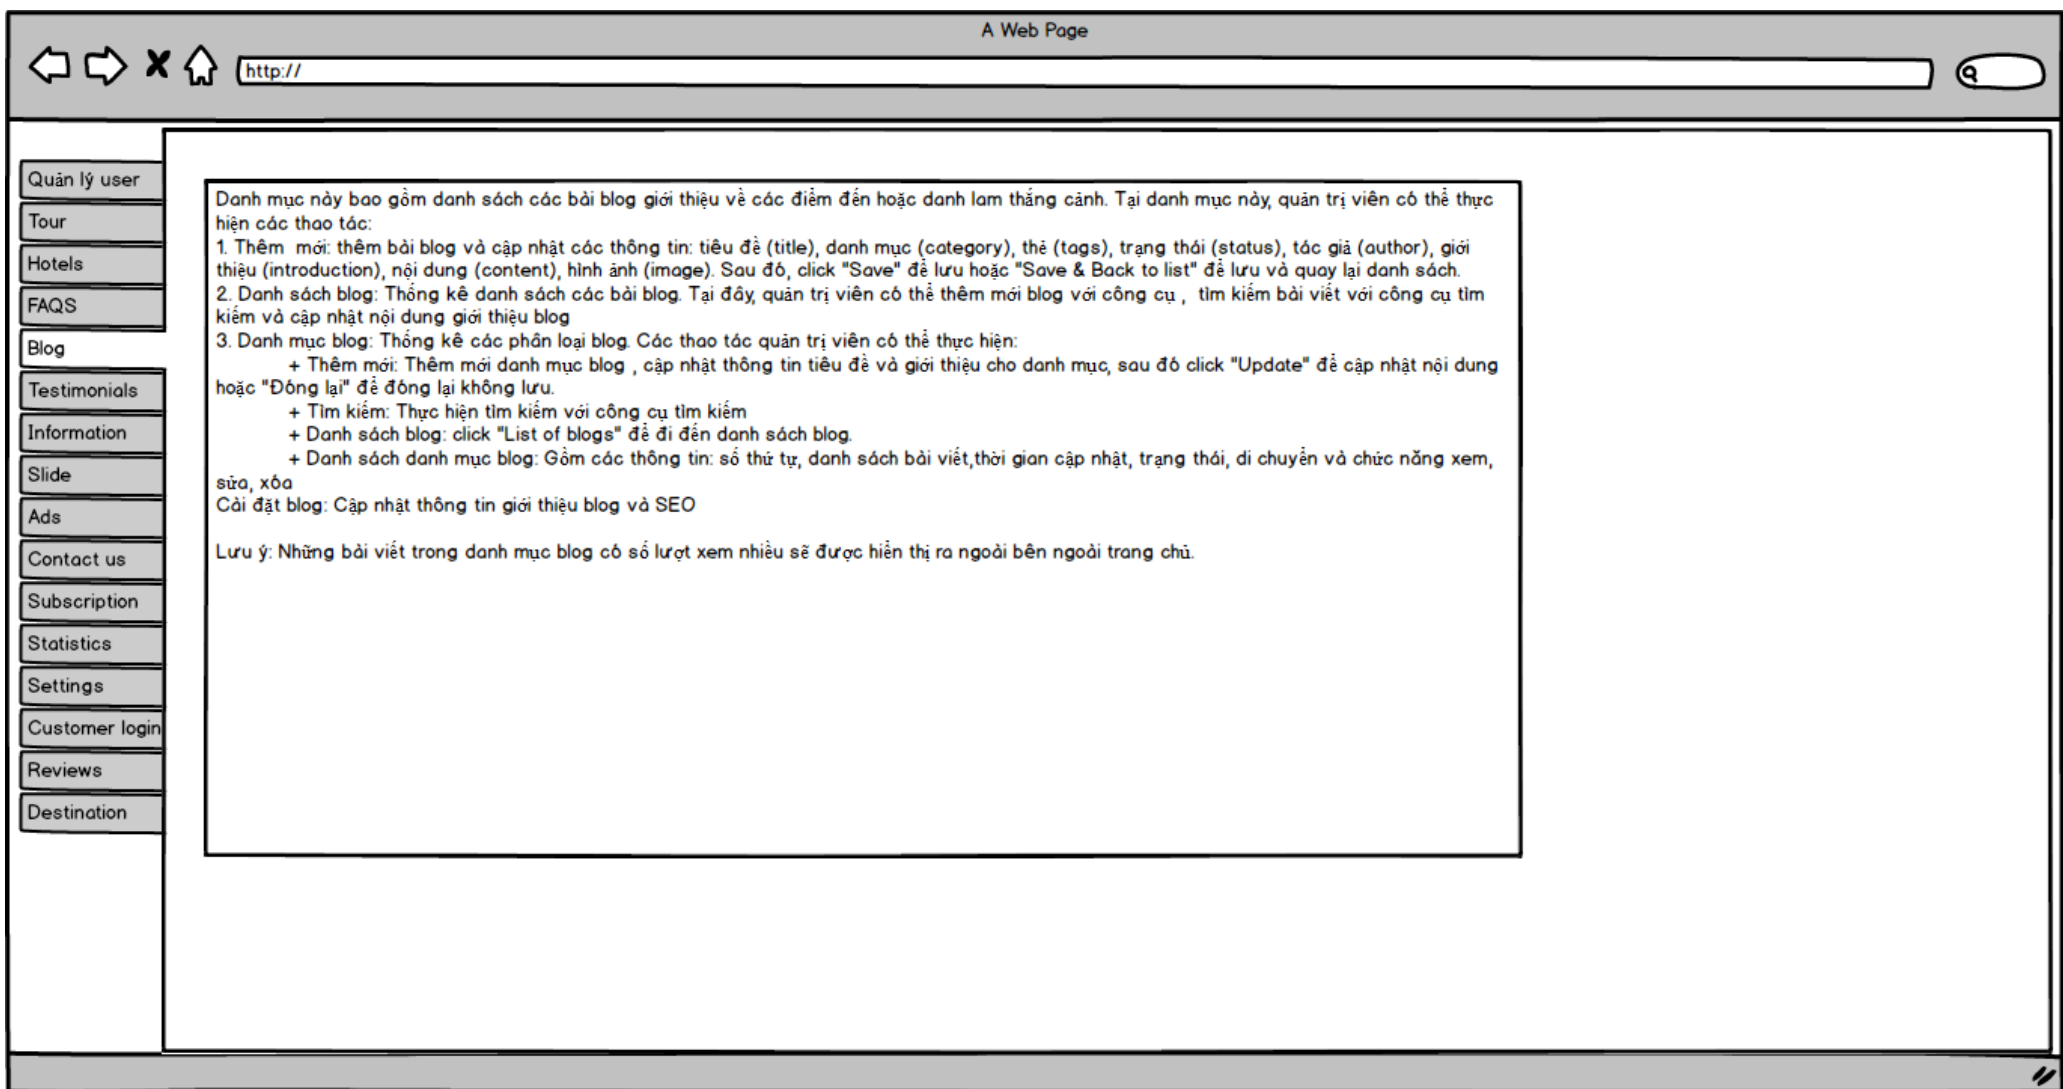 A Web Page
http://
Quản lý user
Tour
Hotels
FAQS
Blog
Testimonials
Information
Slide
Ads
Contact us
Subscription
Statistics
Settings
Customer login
Reviews
Destination
Danh mục này bao gồm danh sách các bài blog giới thiệu về các điểm đến hoặc danh lam thắng cảnh. Tại danh mục này, quản trị viên có thể thực
hiện các thao tác:
1. Thêm  mới: thêm bài blog và cập nhật các thông tin: tiêu đề (title), danh mục (category), thẻ (tags), trạng thái (status), tác giả (author), giới
thiệu (introduction), nội dung (content), hình ảnh (image). Sau đó, click "Save" để lưu hoặc "Save & Back to list" để lưu và quay lại danh sách.
2. Danh sách blog: Thống kê danh sách các bài blog. Tại đây, quản trị viên có thể thêm mới blog với công cụ ,  tìm kiếm bài viết với công cụ tìm
kiếm và cập nhật nội dung giới thiệu blog
3. Danh mục blog: Thống kê các phân loại blog. Các thao tác quản trị viên có thể thực hiện:
+ Thêm mới: Thêm mới danh mục blog , cập nhật thông tin tiêu đề và giới thiệu cho danh mục, sau đó click "Update" để cập nhật nội dung
hoặc "Đóng lại" để đóng lại không lưu.
+ Tìm kiếm: Thực hiện tìm kiếm với công cụ tìm kiếm
+ Danh sách blog: click "List of blogs" để đi đến danh sách blog.
+ Danh sách danh mục blog: Gồm các thông tin: số thứ tự, danh sách bài viết,thời gian cập nhật, trạng thái, di chuyển và chức năng xem,
sửa, xóa
Cài đặt blog: Cập nhật thông tin giới thiệu blog và SEO
Lưu ý: Những bài viết trong danh mục blog có số lượt xem nhiều sẽ được hiển thị ra ngoài bên ngoài trang chủ.